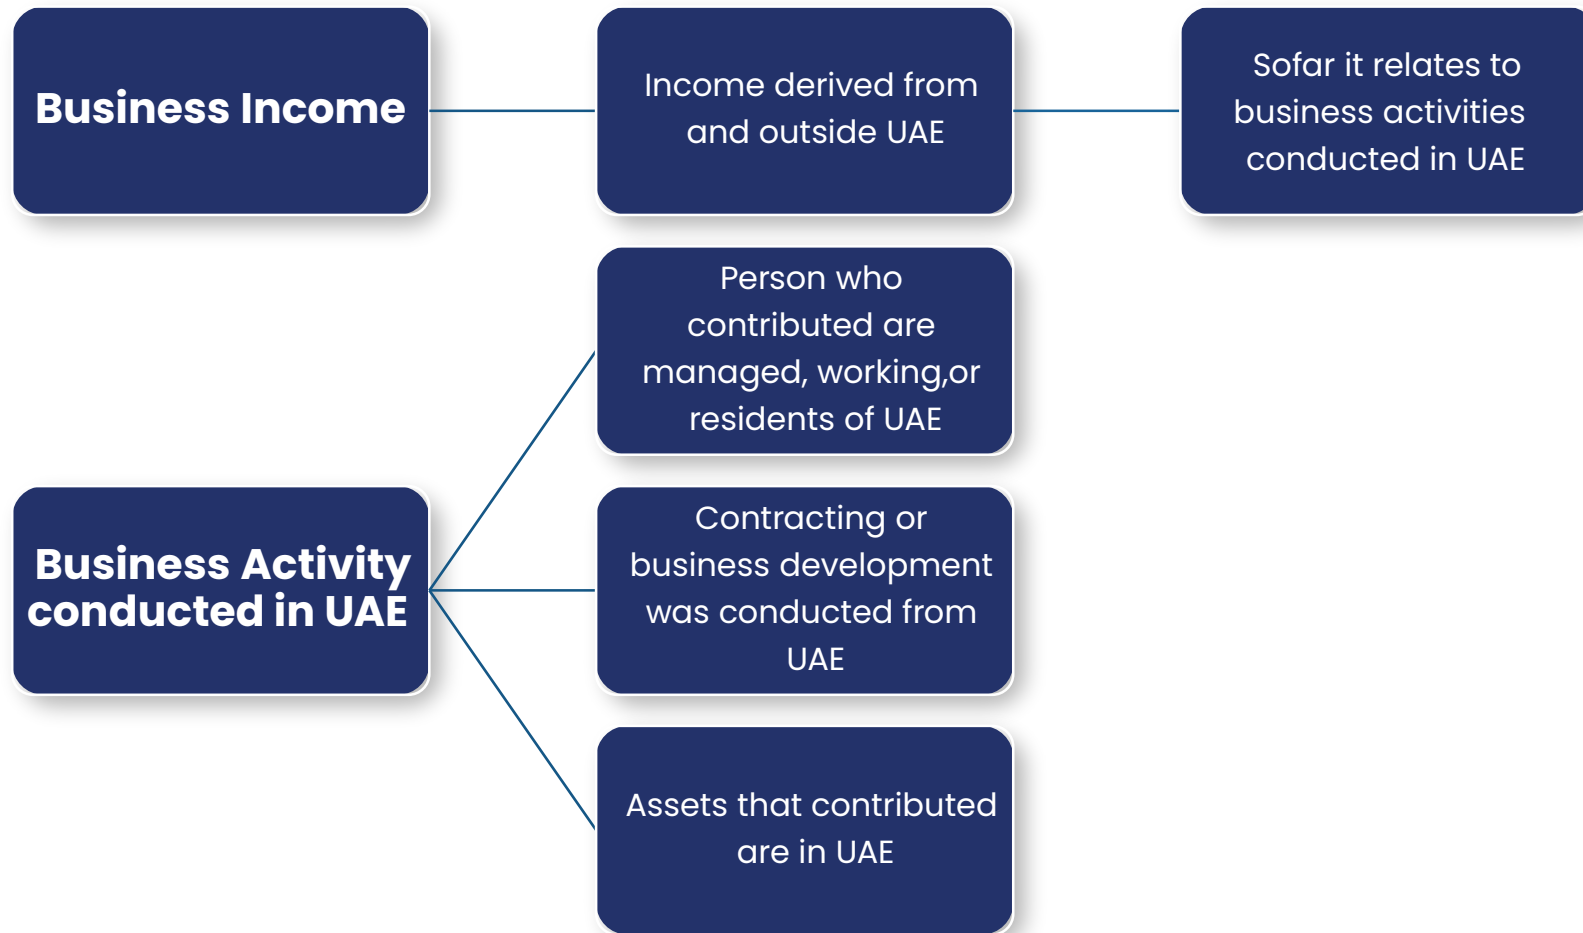 Business Income
Income derived from
and outside UAE
Sofar it relates to
business activities
conducted in UAE
Person who
contributed are
managed, working,or
residents of UAE
Business Activity
conducted in UAE
Contracting or
business development
was conducted from
UAE
Assets that contributed
are in UAE